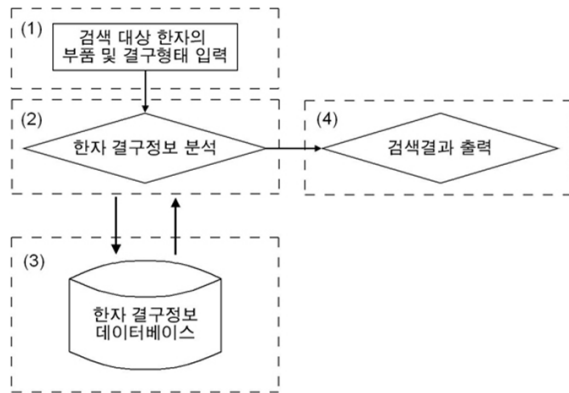 (1)
검색 대상 한자의
부품 및 결구형태 입력
(2)
한자 결구정보 분석
(4)
검색결과 출력
(3)
한자 결구정보
데이터베이스